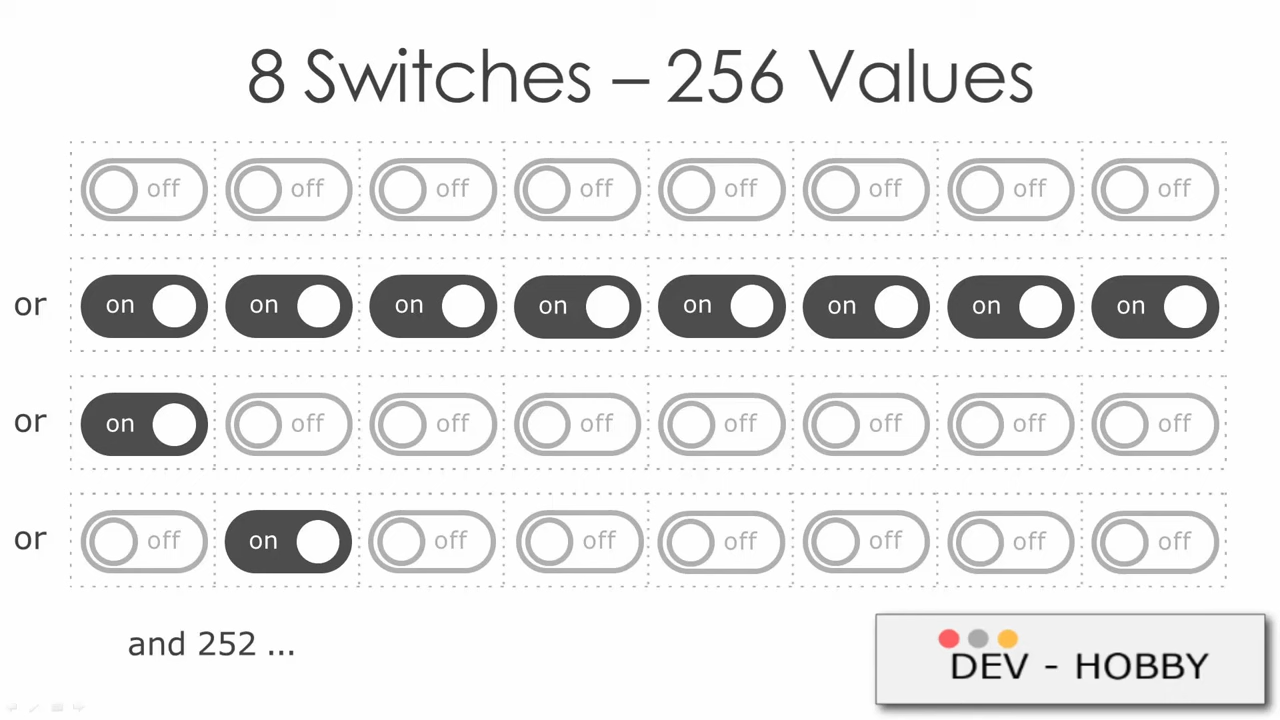 8 Switches – 256 Values
off off off off off off off off
or on on on on on on on on
or on off off off off off off off
or off on off off off off off off
and 252 ...
DEV - HOBBY